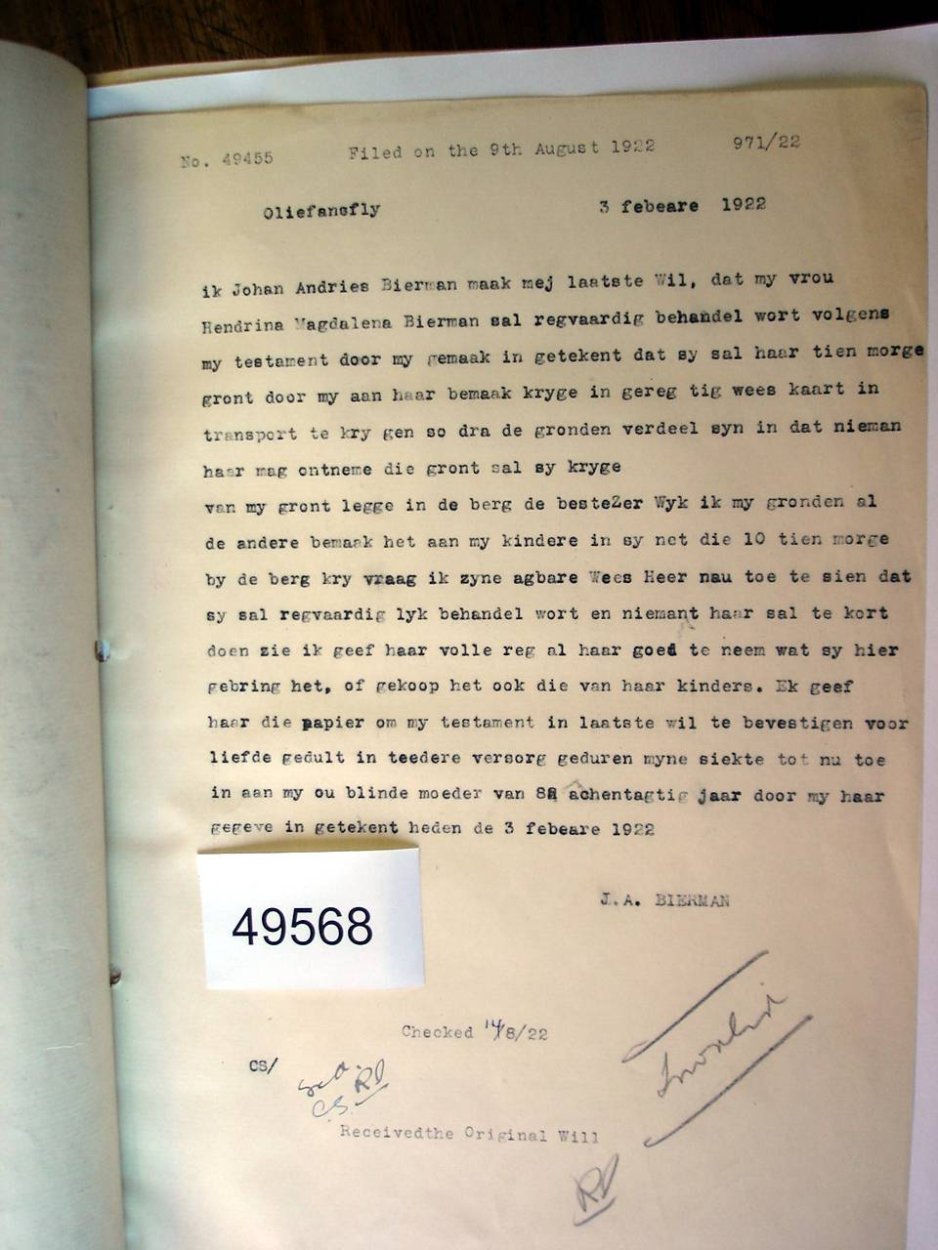 No. 49455 Filed on the 9th August 1922 971/22
Oliefansfly 3 febeare 1922
ik Johan Andries Bierman maak mej laatste Wil, dat my vrou
Hendrina Magdalena Bierman sal regvaardig behandel wort volgens
my testament door my gemaak in getekent dat sy sal haar tien morge
gront door my aan haar bemaak kryge in gereg tig wees kaart in
transport te kry gen so dra de gronden verdeel syn in dat nieman
haar mag ontneme die gront sal sy kryge
van my gront legge in de berg de besteZer Wyk ik my gronden al
de andere bemaak het aan my kindere in sy net die 10 tien morge
by de berg kry vraag ik zyne agbare Wees Heer nau toe te sien dat
sy sal regvaardig lyk behandel wort en niemant haar sal te kort
doen zie ik geef haar volle reg al haar goed te neem wat sy hier
gebring het, of gekoop het ook die van haar kinders. Ek geef
haar die papier om my testament in laatste wil te bevestigen voor
liefde gedult in teedere versorg geduren myne siekte tot nu toe
in aan my ou blinde moeder van 88 achentagtig jaar door my haar
gegeve in getekent heden de 3 febeare 1922
J.A. BIERMAN
49568
Checked 14/8/22
CS/
C.S. RD
Receivedthe Original Will
Invalid
RD